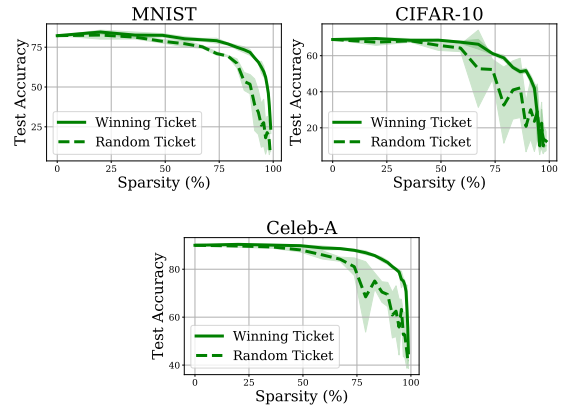 MNIST
Test Accuracy
75
50
25
Winning Ticket
Random Ticket
0
25
50
75
100
Sparsity (%)
CIFAR-10
Test Accuracy
60
40
20
Winning Ticket
Random Ticket
0
25
50
75
100
Sparsity (%)
Celeb-A
Test Accuracy
80
60
40
Winning Ticket
Random Ticket
0
25
50
75
100
Sparsity (%)